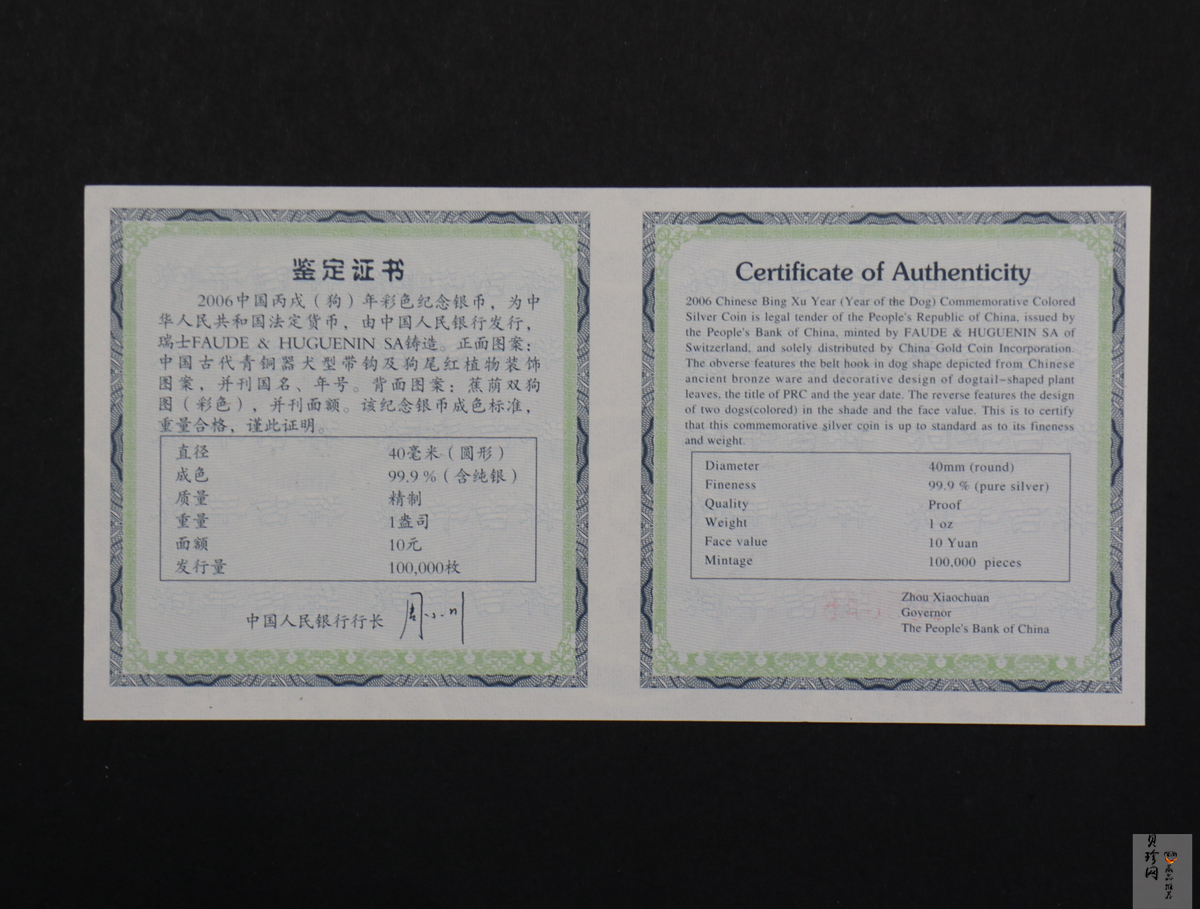 鉴定证书
2006中国丙戌（狗）年彩色纪念银币，为中
华人民共和国法定货币，由中国人民银行发行，
瑞士FAUDE & HUGUENIN SA铸造。正面图案：
中国古代青铜器犬型带钩及狗尾红植物装饰
图案，并刊国名、年号。背面图案：蕉荫双狗
图（彩色），并刊面额。该纪念银币成色标准，
重量合格，谨此证明。
直径 40毫米（圆形）
成色 99.9 %（含纯银）
质量 精制
重量 1盎司
面额 10元
发行量 100,000枚
中国人民银行行长 周小川
Certificate of Authenticity
2006 Chinese Bing Xu Year (Year of the Dog) Commemorative Colored
Silver Coin is legal tender of the People's Republic of China, issued by
the People's Bank of China, minted by FAUDE & HUGUENIN SA of
Switzerland, and solely distributed by China Gold Coin Incorporation.
The obverse features the belt hook in dog shape depicted from Chinese
ancient bronze ware and decorative design of dogtail-shaped plant
leaves, the title of PRC and the year date. The reverse features the design
of two dogs(colored) in the shade and the face value. This is to certify
that this commemorative silver coin is up to standard as to its fineness
and weight.
Diameter 40mm (round)
Fineness 99.9 % (pure silver)
Quality Proof
Weight 1 oz
Face value 10 Yuan
Mintage 100,000 pieces
Zhou Xiaochuan
Governor
The People's Bank of China
贝珍网